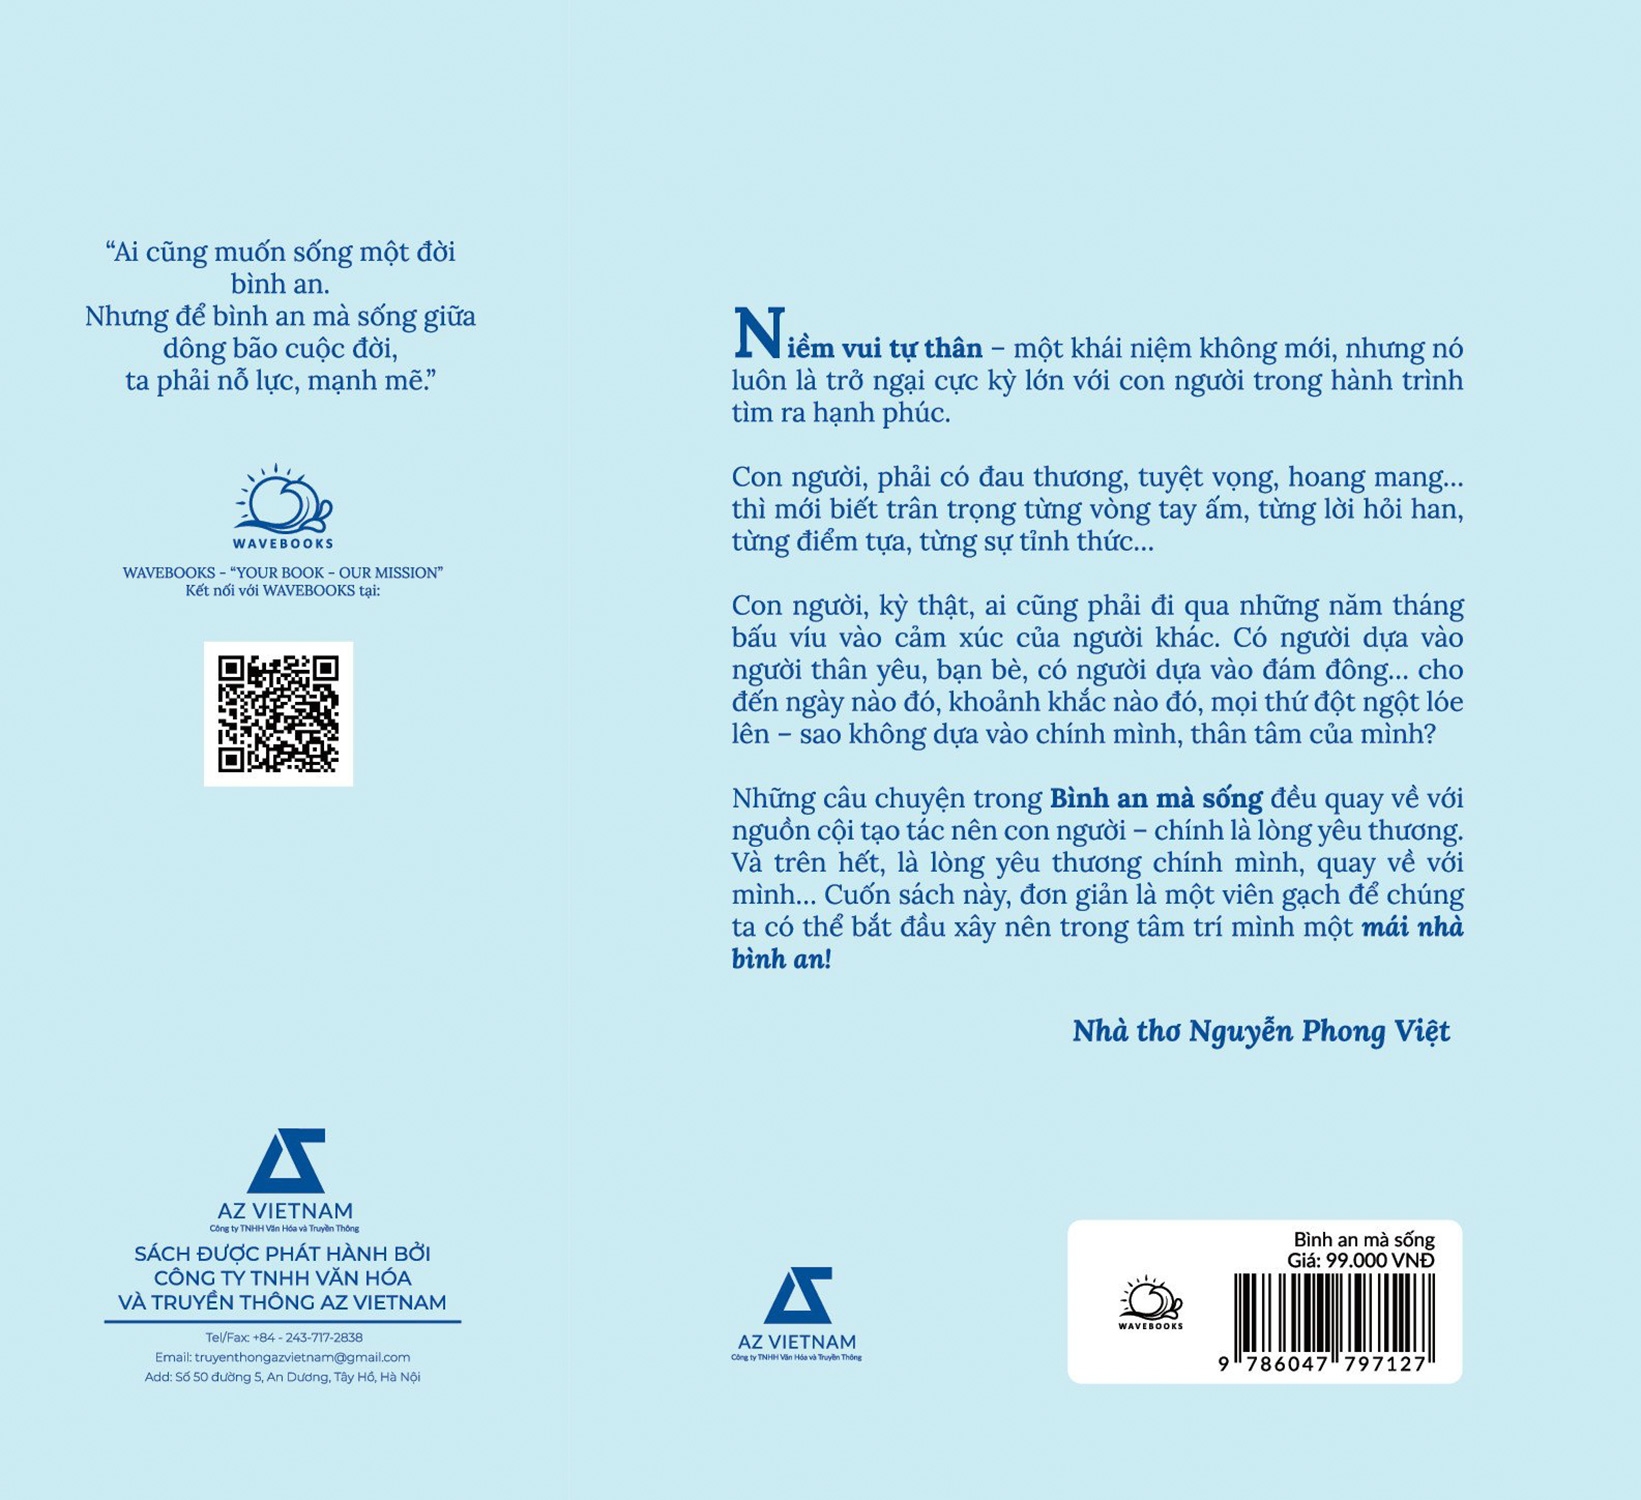 “Ai cũng muốn sống một đời
bình an.
Nhưng để bình an mà sống giữa
dông bão cuộc đời,
ta phải nỗ lực, mạnh mẽ.”
WAVEBOOKS
WAVEBOOKS – “YOUR BOOK – OUR MISSION”
Kết nối với WAVEBOOKS tại:
AZ VIETNAM
Công ty TNHH Văn Hóa và Truyền Thông
SÁCH ĐƯỢC PHÁT HÀNH BỞI
CÔNG TY TNHH VĂN HÓA
VÀ TRUYỀN THÔNG AZ VIETNAM
Tel/Fax: +84 - 243-717-2838
Email: truyenthongazvietnam@gmail.com
Add: Số 50 đường 5, An Dương, Tây Hồ, Hà Nội
Niềm vui tự thân – một khái niệm không mới, nhưng nó
luôn là trở ngại cực kỳ lớn với con người trong hành trình
tìm ra hạnh phúc.
Con người, phải có đau thương, tuyệt vọng, hoang mang...
thì mới biết trân trọng từng vòng tay ấm, từng lời hỏi han,
từng điểm tựa, từng sự tỉnh thức...
Con người, kỳ thật, ai cũng phải đi qua những năm tháng
bấu víu vào cảm xúc của người khác. Có người dựa vào
người thân yêu, bạn bè, có người dựa vào đám đông... cho
đến ngày nào đó, khoảnh khắc nào đó, mọi thứ đột ngột lóe
lên – sao không dựa vào chính mình, thân tâm của mình?
Những câu chuyện trong Bình an mà sống đều quay về với
nguồn cội tạo tác nên con người – chính là lòng yêu thương.
Và trên hết, là lòng yêu thương chính mình, quay về với
mình... Cuốn sách này, đơn giản là một viên gạch để chúng
ta có thể bắt đầu xây nên trong tâm trí mình một mái nhà
bình an!
Nhà thơ Nguyễn Phong Việt
AZ VIETNAM
Công ty TNHH Văn Hóa và Truyền Thông
Bình an mà sống
Giá: 99.000 VNĐ
WAVEBOOKS
9 786047 797127